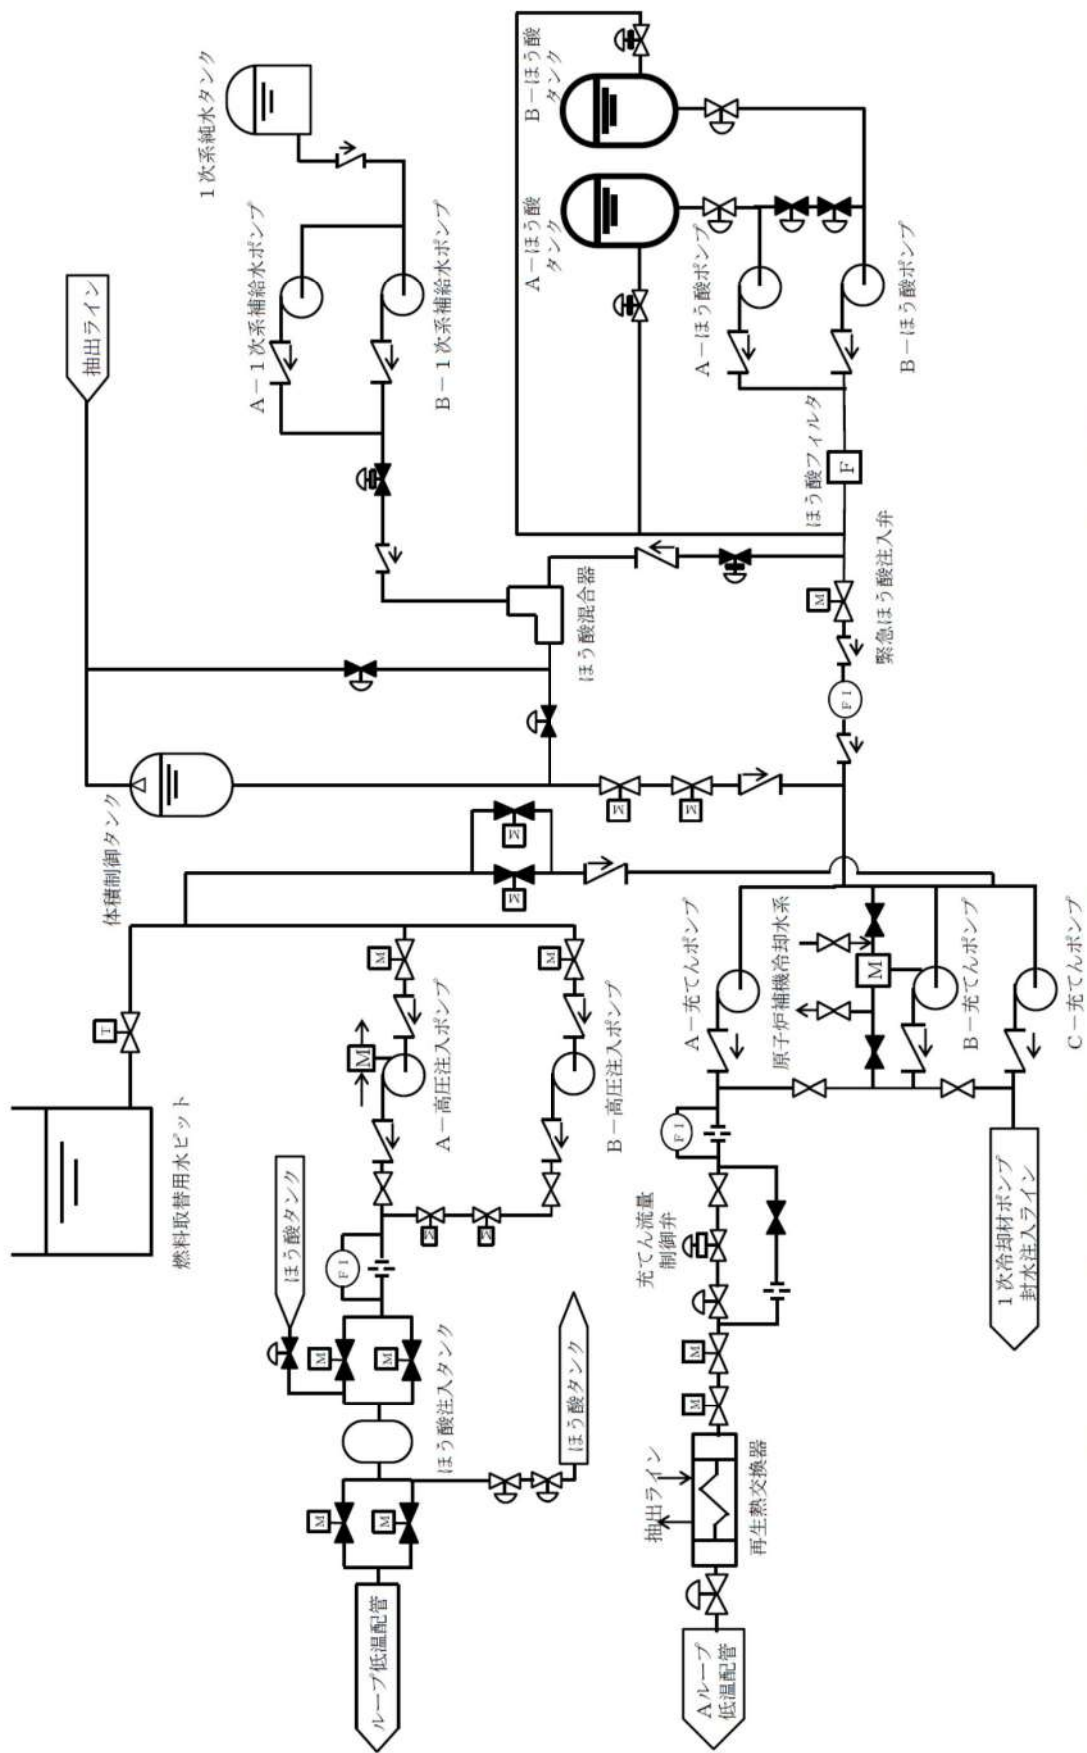 燃料取替用水ピット
T
体積制御タンク
抽出ライン
1次系純水タンク
ほう酸タンク
A-高圧注入ポンプ
M
M
M
M
M
A-1次系補給水ポンプ
B-1次系補給水ポンプ
FI
M
M
M
M
ほう酸注入タンク
M
M
ループ低温配管
ほう酸タンク
M
M
B-高圧注入ポンプ
ほう酸混合器
M
M
B-ほう酸
タンク
A-ほう酸
タンク
抽出ライン
再生熱交換器
Aループ
低温配管
M
M
充てん流量
制御弁
FI
A-充てんポンプ
原子炉補機冷却水系
M
B-充てんポンプ
C-充てんポンプ
1次冷却材ポンプ
封水注入ライン
FI
M
緊急ほう酸注入弁
ほう酸フィルタ
F
A-ほう酸ポンプ
B-ほう酸ポンプ